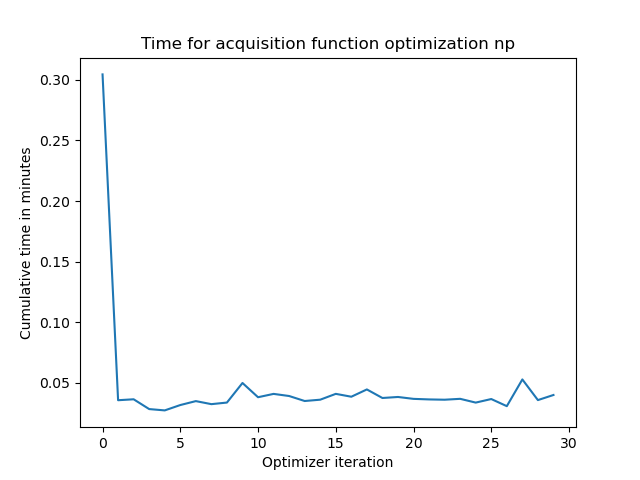 Time for acquisition function optimization np
Cumulative time in minutes
0.30
0.25
0.20
0.15
0.10
0.05
0 5 10 15 20 25 30
Optimizer iteration